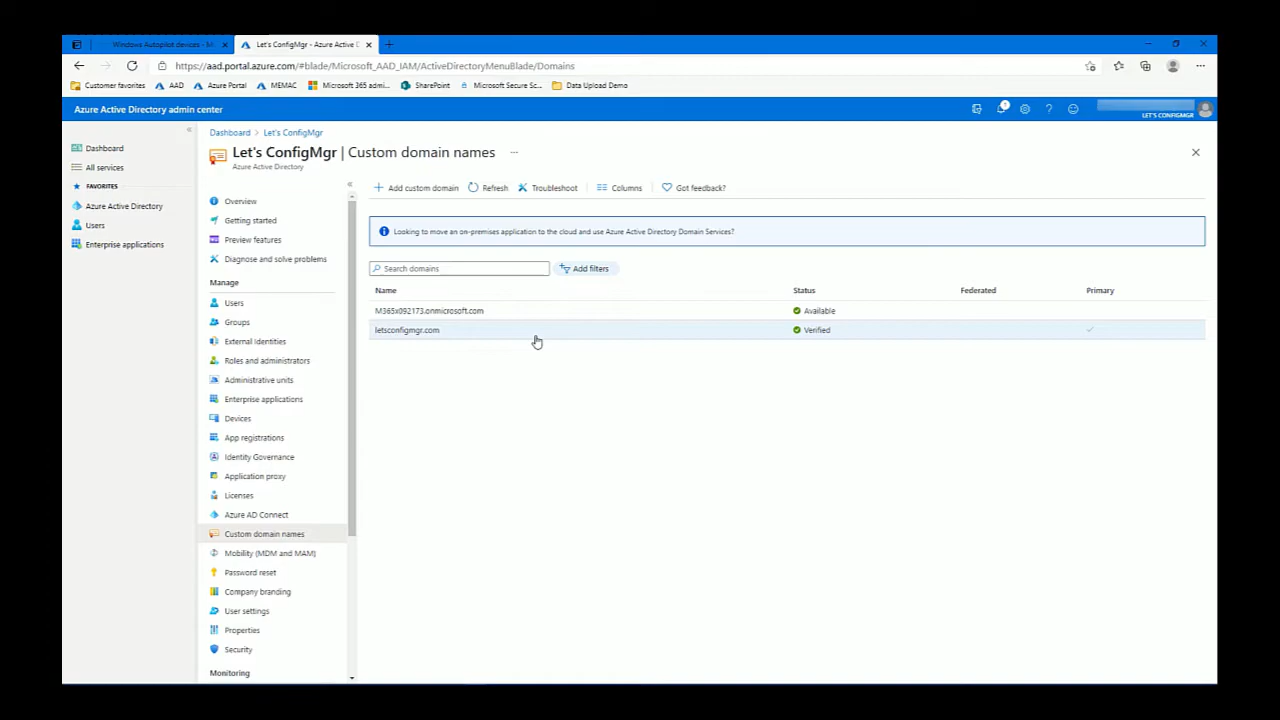 Windows Autopilot devices - M
Let's ConfigMgr - Azure Active D
https://aad.portal.azure.com/#blade/Microsoft_AAD_IAM/ActiveDirectoryMenuBlade/Domains
Customer favorites
AAD
Azure Portal
MEMAC
Microsoft 365 admi...
SharePoint
Microsoft Secure Sc...
Data Upload Demo
Azure Active Directory admin center
LET'S CONFIGMGR
Dashboard > Let's ConfigMgr
Let's ConfigMgr | Custom domain names ...
Azure Active Directory
Dashboard
All services
FAVORITES
Azure Active Directory
Users
Enterprise applications
Overview
Getting started
Preview features
Diagnose and solve problems
Manage
Users
Groups
External Identities
Roles and administrators
Administrative units
Enterprise applications
Devices
App registrations
Identity Governance
Application proxy
Licenses
Azure AD Connect
Custom domain names
Mobility (MDM and MAM)
Password reset
Company branding
User settings
Properties
Security
Monitoring
Add custom domain
Refresh
Troubleshoot
Columns
Got feedback?
Looking to move an on-premises application to the cloud and use Azure Active Directory Domain Services?
Search domains
Add filters
Name Status Federated Primary
M365x092173.onmicrosoft.com Available
letsconfigmgr.com Verified